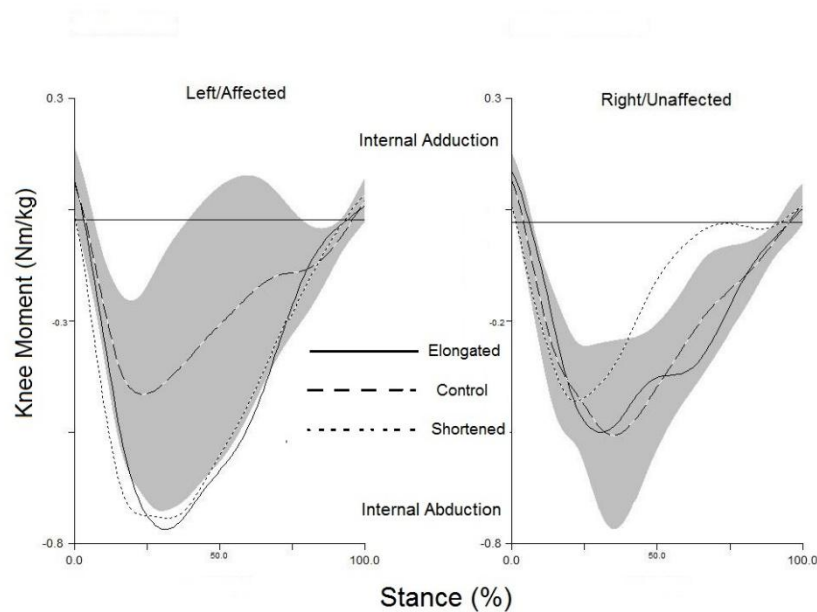 Left/Affected
Right/Unaffected
0.3
0.3
Internal Adduction
Knee Moment (Nm/kg)
-0.3
-0.2
Elongated
Control
Shortened
Internal Abduction
-0.8
-0.8
0.0
50.0
100.0
0.0
50.0
100.0
Stance (%)